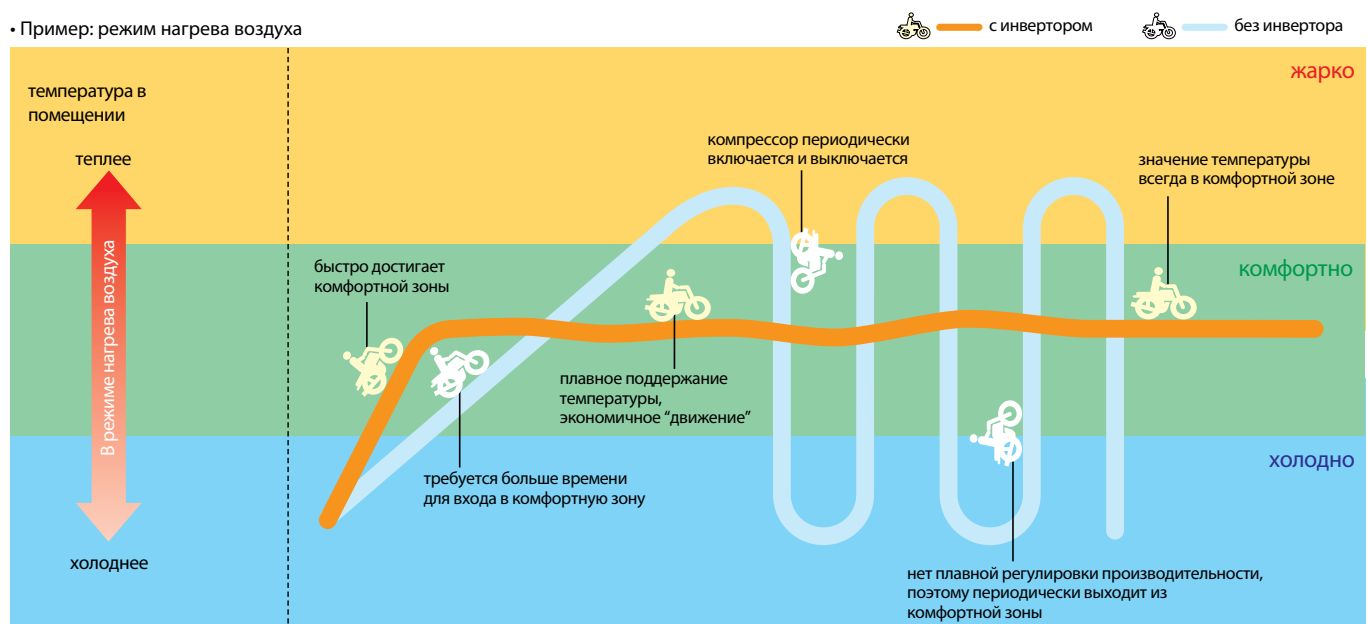 • Пример: режим нагрева воздуха
с инвертором
без инвертора
жарко
температура в
помещении
теплее
компрессор периодически
включается и выключается
значение температуры
всегда в комфортной зоне
В режиме нагрева воздуха
быстро достигает
комфортной зоны
комфортно
плавное поддержание
температуры,
экономичное “движение”
холодно
требуется больше времени
для входа в комфортную зону
холоднее
нет плавной регулировки производительности,
поэтому периодически выходит из
комфортной зоны